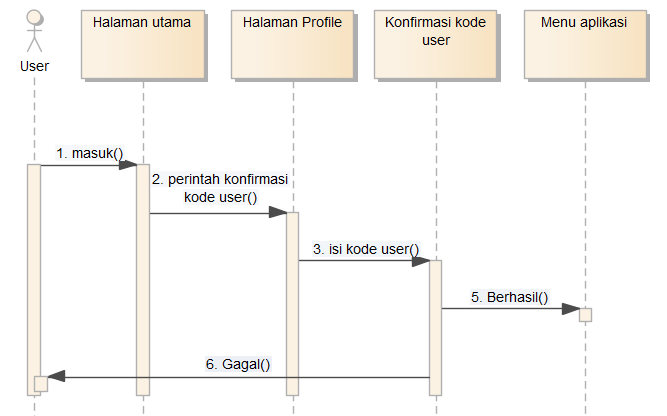 Halaman utama
Halaman Profile
Konfirmasi kode
user
Menu aplikasi
User
1. masuk()
2. perintah konfirmasi
kode user()
3. isi kode user()
5. Berhasil()
6. Gagal()